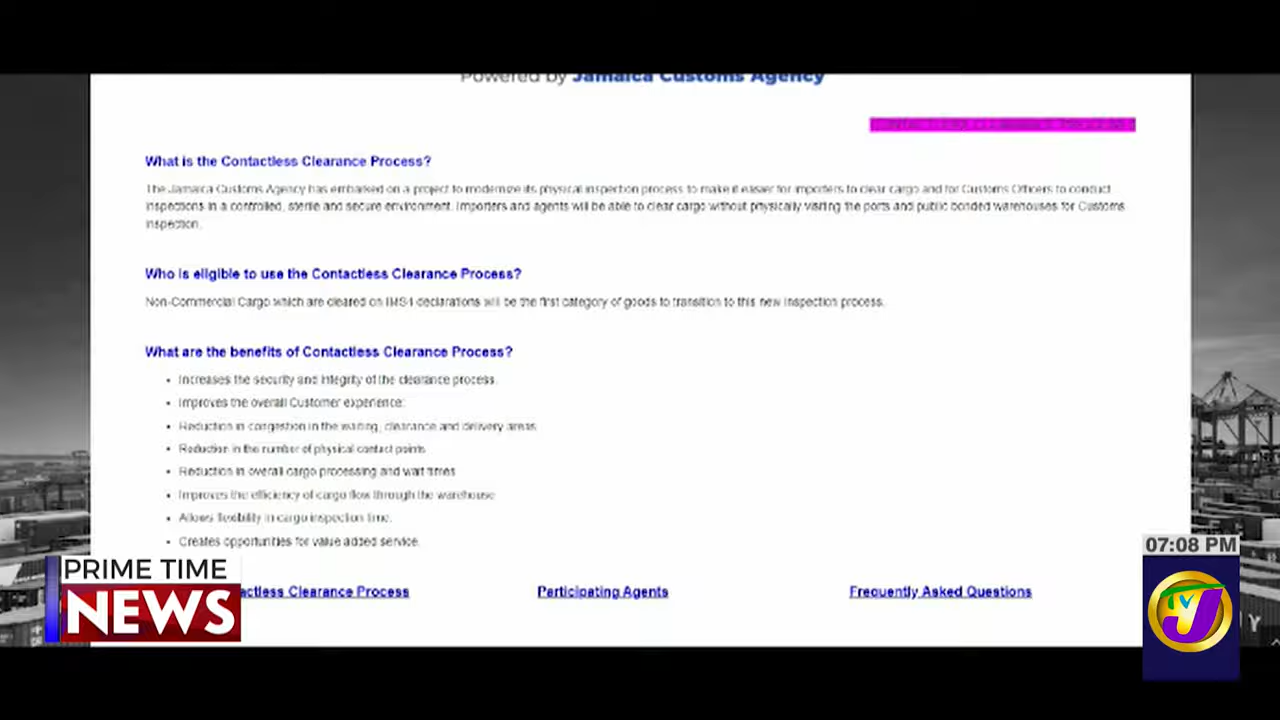 Powered by Jamaica Customs Agency
What is the Contactless Clearance Process?
The Jamaica Customs Agency has embarked on a project to modernize its physical inspection process to make it easier for importers to clear cargo and for Customs Officers to conduct
inspections in a controlled, sterile and secure environment. Importers and agents will be able to clear cargo without physically visiting the ports and public bonded warehouses for Customs
inspection.
Who is eligible to use the Contactless Clearance Process?
Non-Commercial Cargo which are cleared on IMS4 declarations will be the first category of goods to transition to this new inspection process.
What are the benefits of Contactless Clearance Process?
• Increases the security and integrity of the clearance process.
• Improves the overall Customer experience:
• Reduction in congestion in the waiting, clearance and delivery areas
• Reduction in the number of physical contact points
• Reduction in overall cargo processing and wait times
• Improves the efficiency of cargo flow through the warehouse
• Allows flexibility in cargo inspection time.
• Creates opportunities for value added service.
07:08 PM
PRIME TIME
NEWS
actless Clearance Process
Participating Agents
Frequently Asked Questions
TVJ